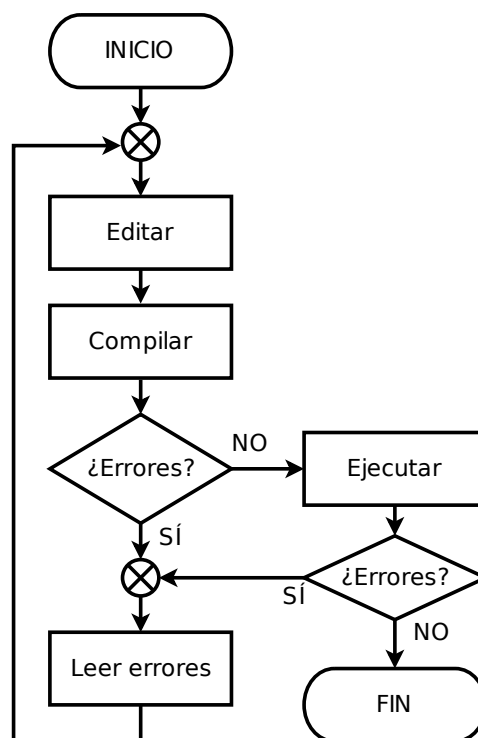 INICIO
Editar
Compilar
¿Errores?
NO
Ejecutar
SÍ
¿Errores?
SÍ
NO
Leer errores
FIN